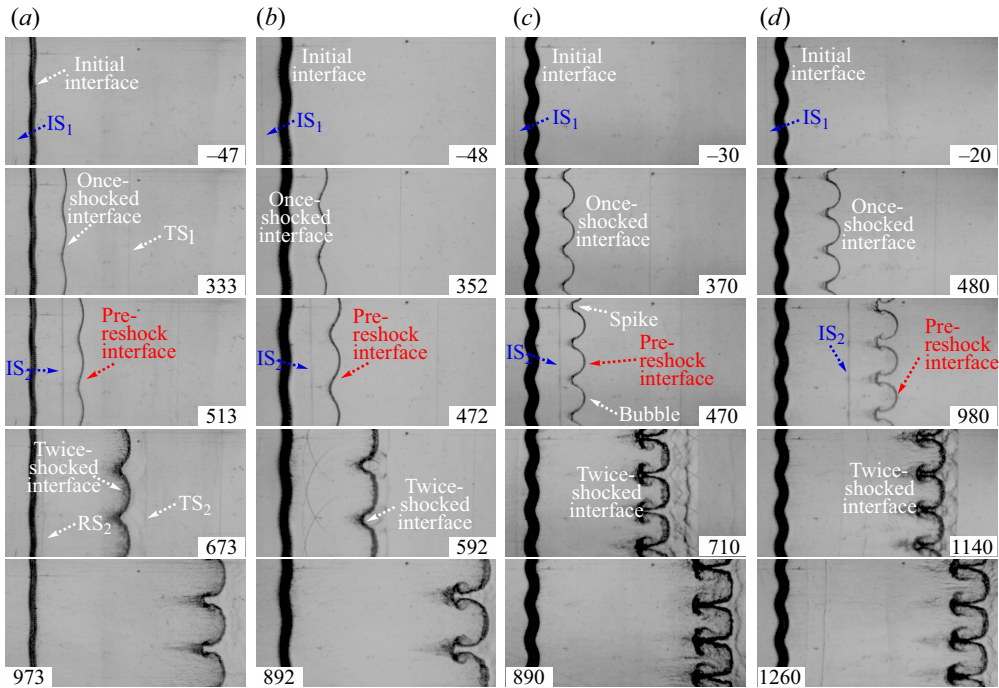 (a)
(b)
(c)
(d)
Initial
interface
IS1
–47
Initial
interface
IS1
–48
Initial
interface
IS1
–30
Initial
interface
IS1
–20
Once-
shocked
interface
TS1
333
Once-
shocked
interface
352
Once-
shocked
interface
370
Once-
shocked
interface
480
Pre-
reshock
interface
IS2
513
Pre-
reshock
interface
IS2
472
Spike
Pre-
reshock
interface
IS2
Bubble
470
IS2
Pre-
reshock
interface
980
Twice-
shocked
interface
TS2
RS2
673
Twice-
shocked
interface
592
Twice-
shocked
interface
710
Twice-
shocked
interface
1140
973
892
890
1260